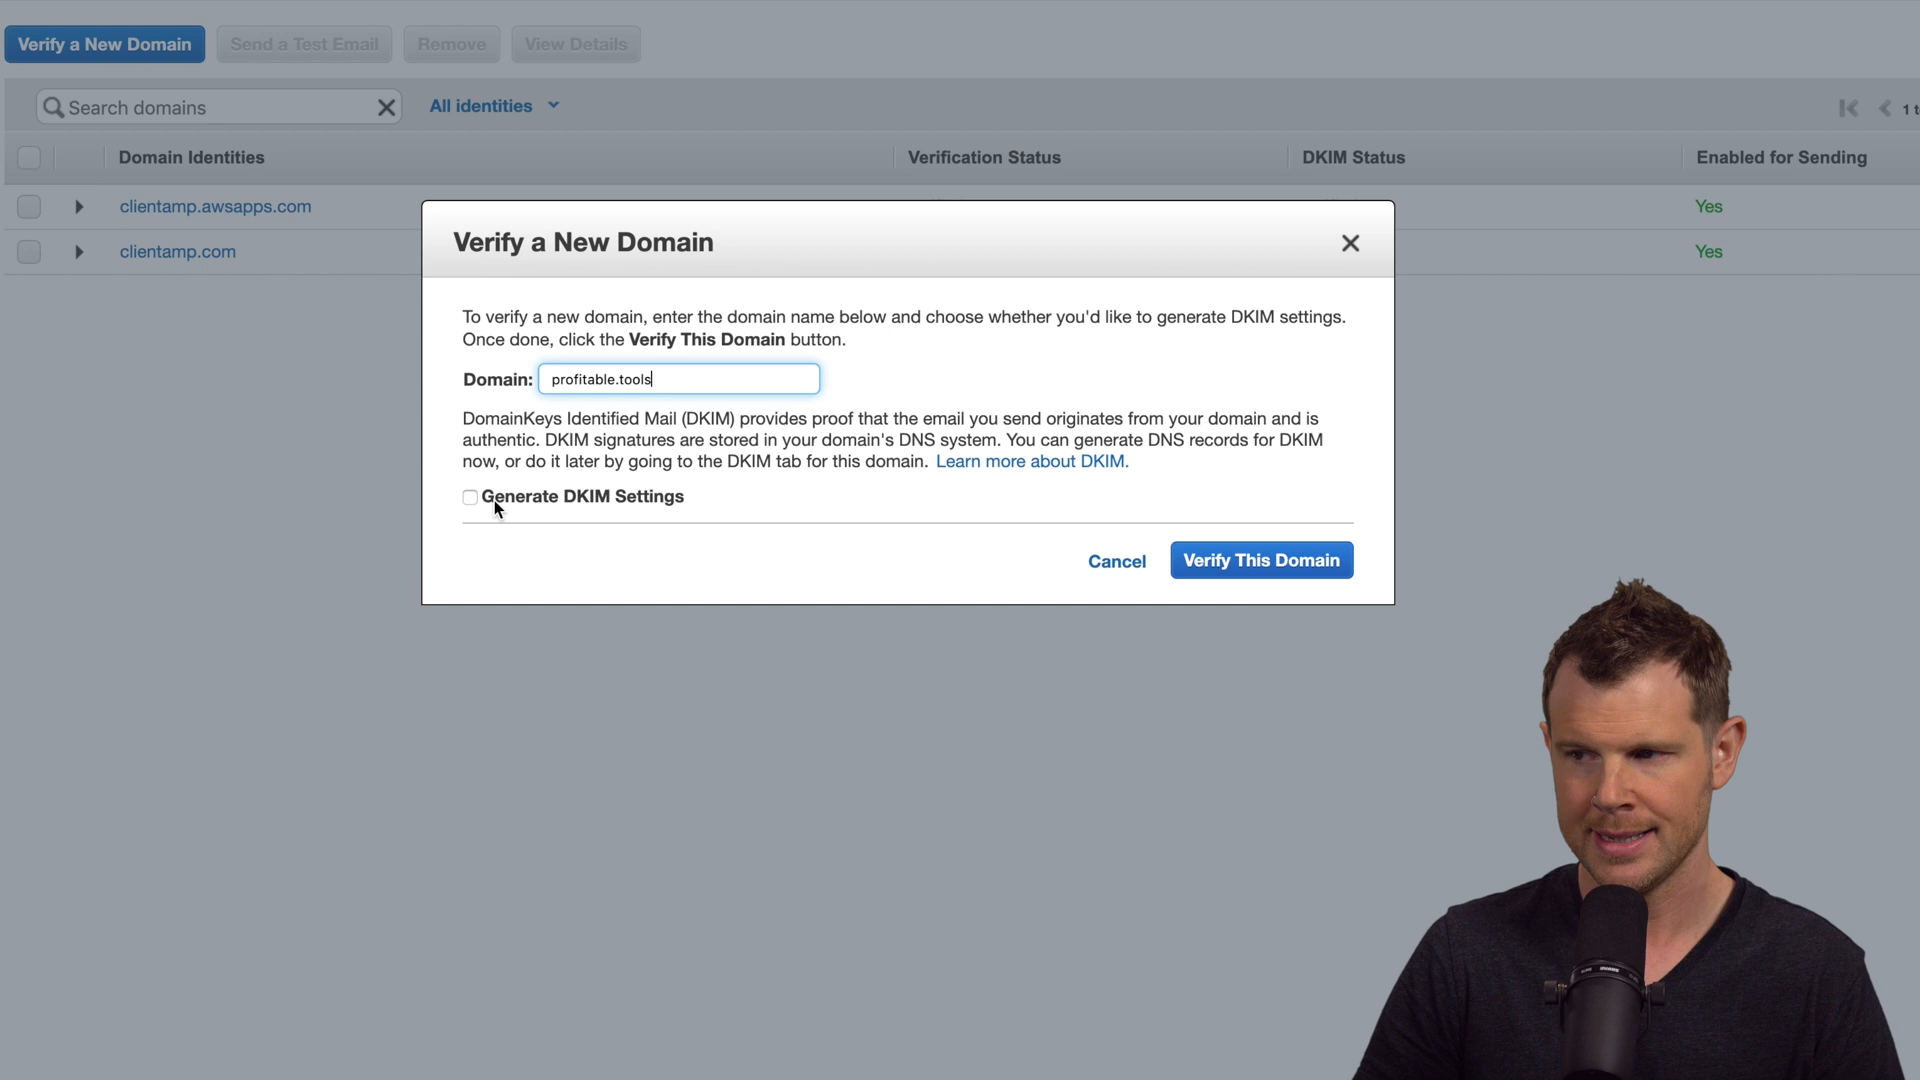 Verify a New Domain
Send a Test Email
Remove
View Details
Search domains
All identities
1 t
Domain Identities
Verification Status
DKIM Status
Enabled for Sending
clientamp.awsapps.com
Yes
clientamp.com
Yes
Verify a New Domain
To verify a new domain, enter the domain name below and choose whether you'd like to generate DKIM settings.
Once done, click the Verify This Domain button.
Domain: profitable.tools
DomainKeys Identified Mail (DKIM) provides proof that the email you send originates from your domain and is
authentic. DKIM signatures are stored in your domain's DNS system. You can generate DNS records for DKIM
now, or do it later by going to the DKIM tab for this domain. Learn more about DKIM.
Generate DKIM Settings
Cancel
Verify This Domain